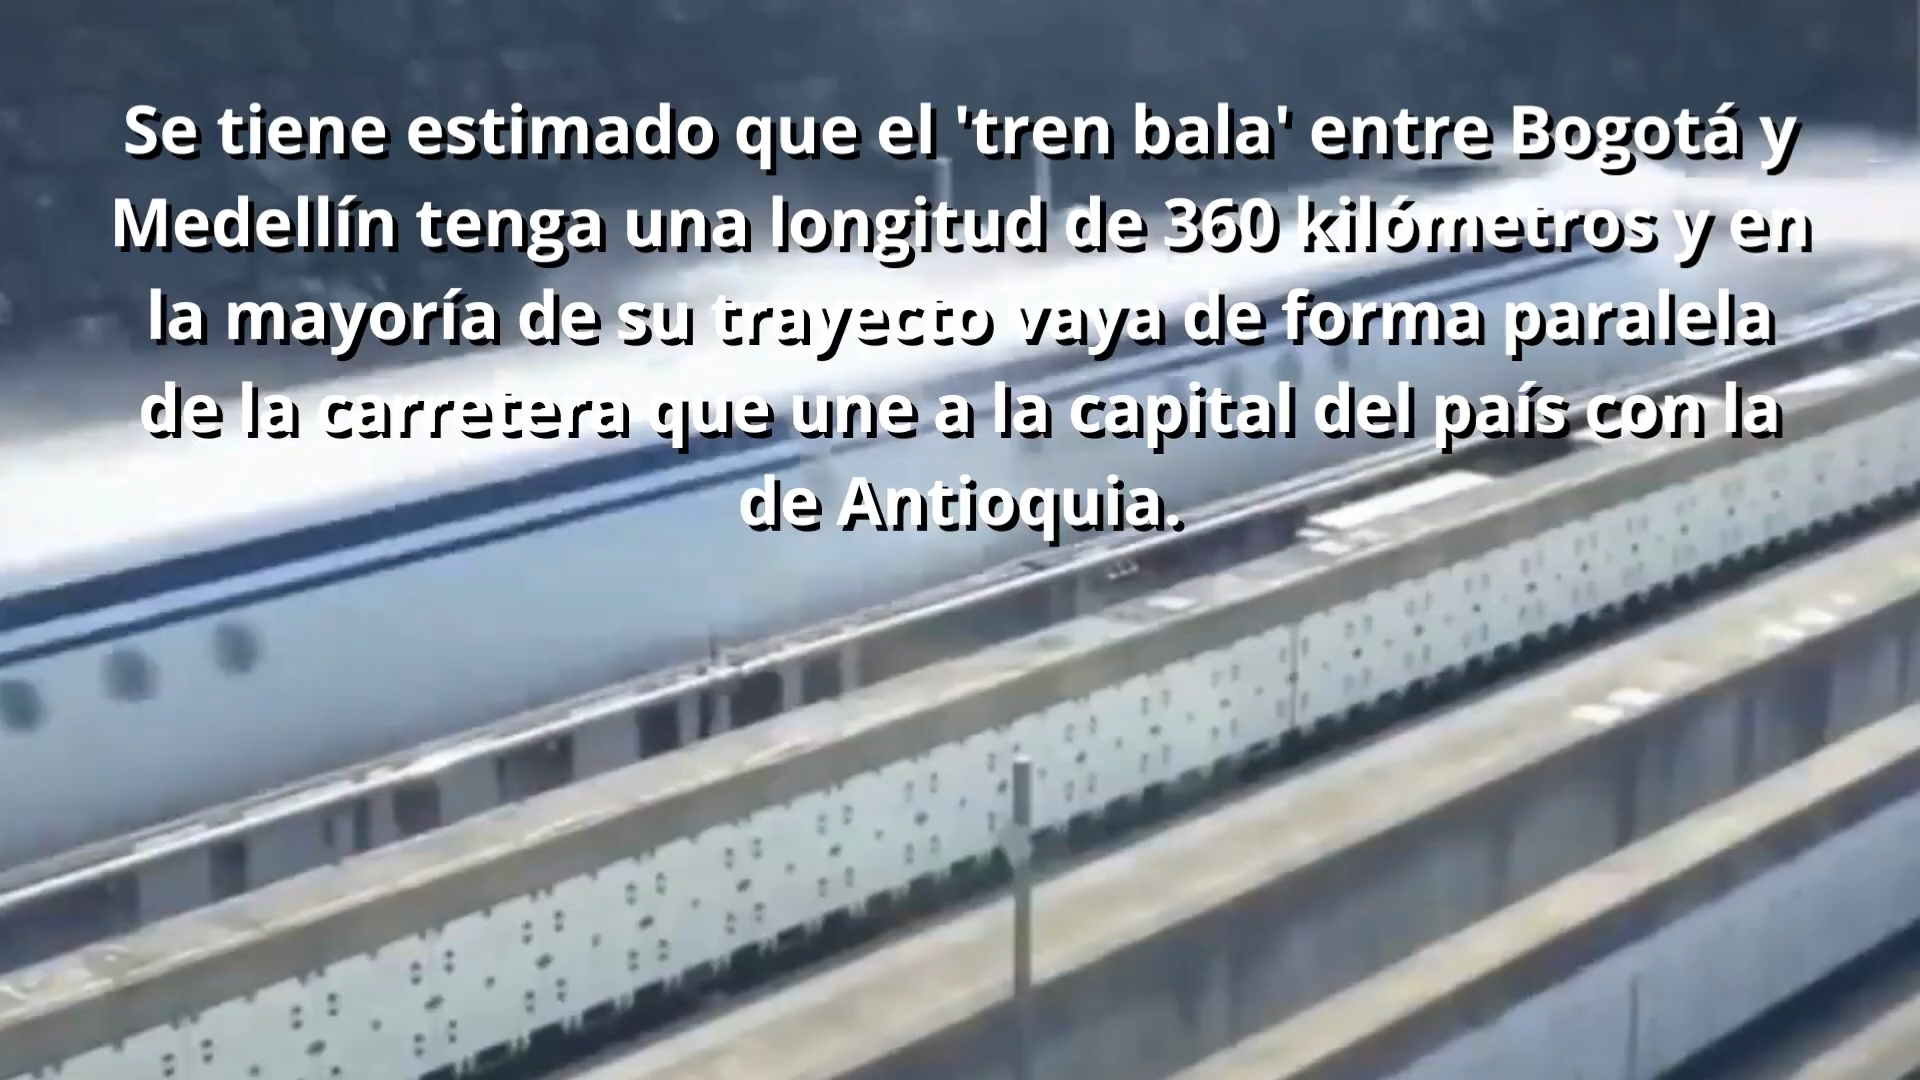 Se tiene estimado que el 'tren bala' entre Bogotá y
Medellín tenga una longitud de 360 kilómetros y en
la mayoría de su trayecto vaya de forma paralela
de la carretera que une a la capital del país con la
de Antioquia.